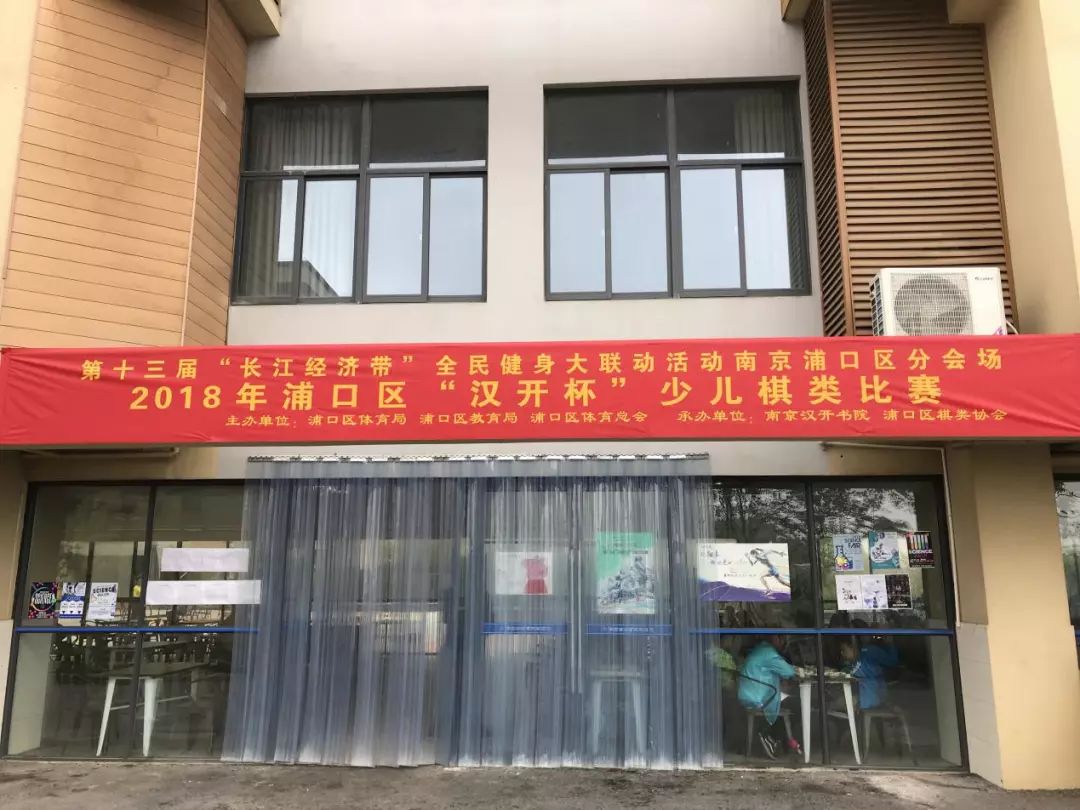 第十三届 “长江经济带” 全民健身大联动活动南京浦口区分会场
2018年浦口区 “汉开杯” 少儿棋类比赛
主办单位：浦口区体育局 浦口区教育局 浦口区体育总会 承办单位：南京汉开书院 浦口区棋类协会
SCIENCE
SCIENCE
FAIR
SCIENCE